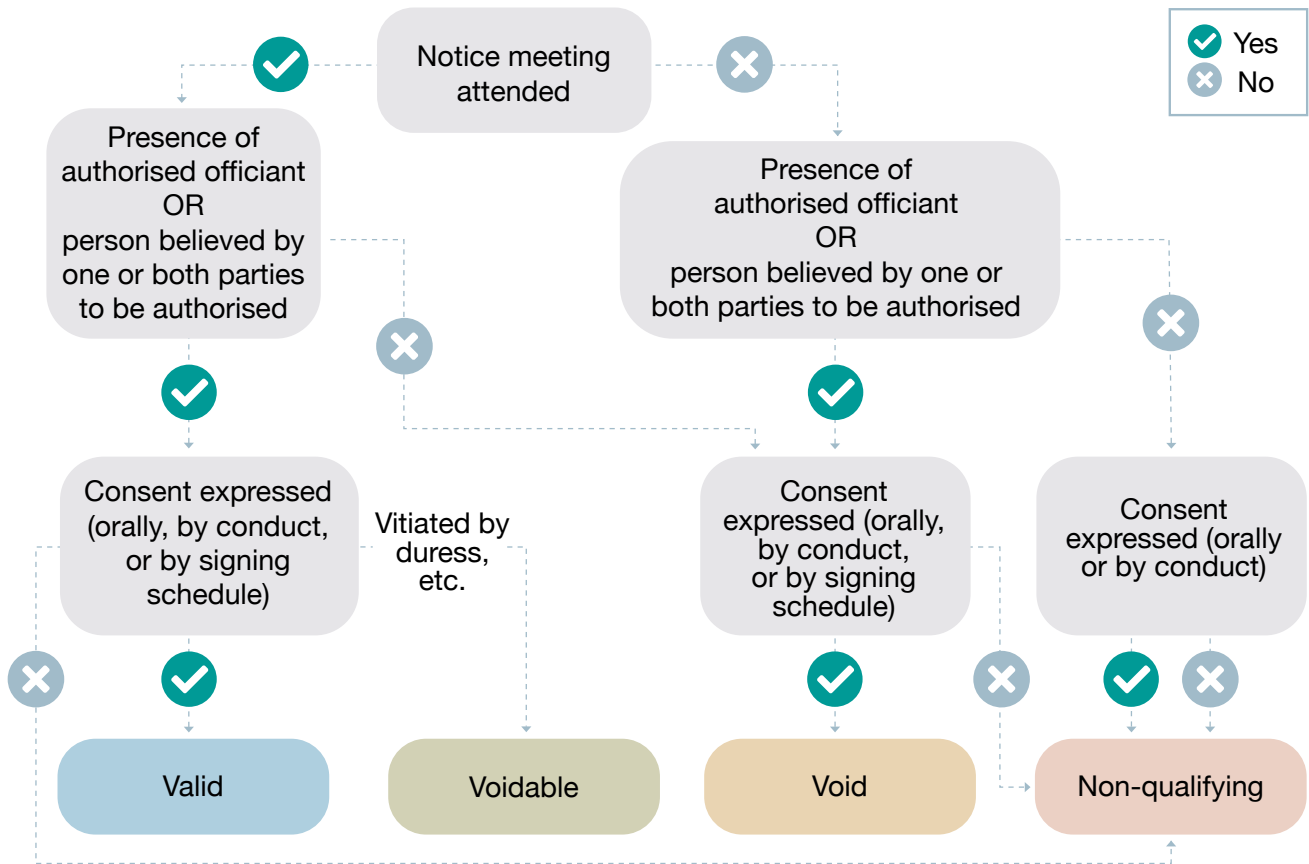 Notice meeting
attended
Yes
No
Presence of
authorised officiant
OR
person believed by
one or both parties
to be authorised
Presence of
authorised officiant
OR
person believed by one or
both parties to be authorised
Consent expressed
(orally, by conduct,
or by signing
schedule)
Vitiated by
duress,
etc.
Consent
expressed (orally,
by conduct,
or by signing
schedule)
Consent
expressed (orally
or by conduct)
Valid
Voidable
Void
Non-qualifying